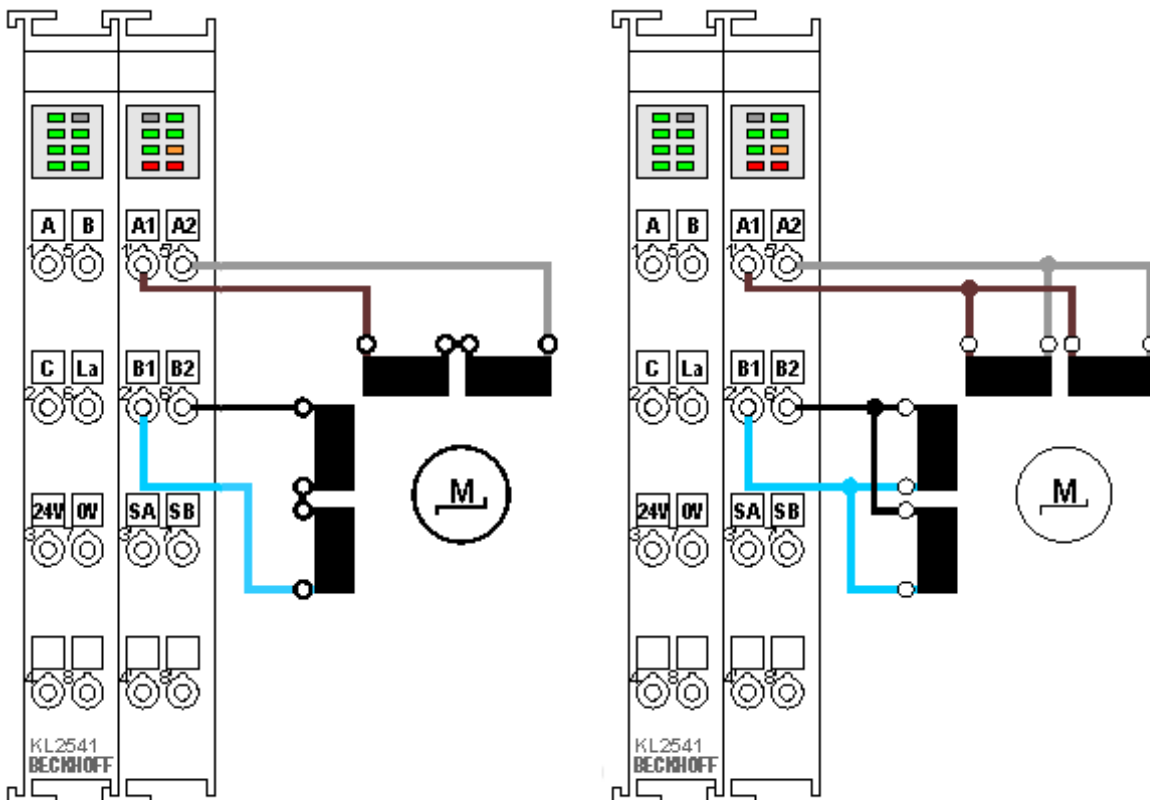 A B A1 A2
1 5 1' 5'
C La B1 B2
2 6 2' 6'
M
24V 0V SA SB
3 7 3' 7'
4 8 4' 8'
KL2541
BECKHOFF
A B A1 A2
1 5 1' 5'
C La B1 B2
2 6 2' 6'
M
24V 0V SA SB
3 7 3' 7'
4 8 4' 8'
KL2541
BECKHOFF